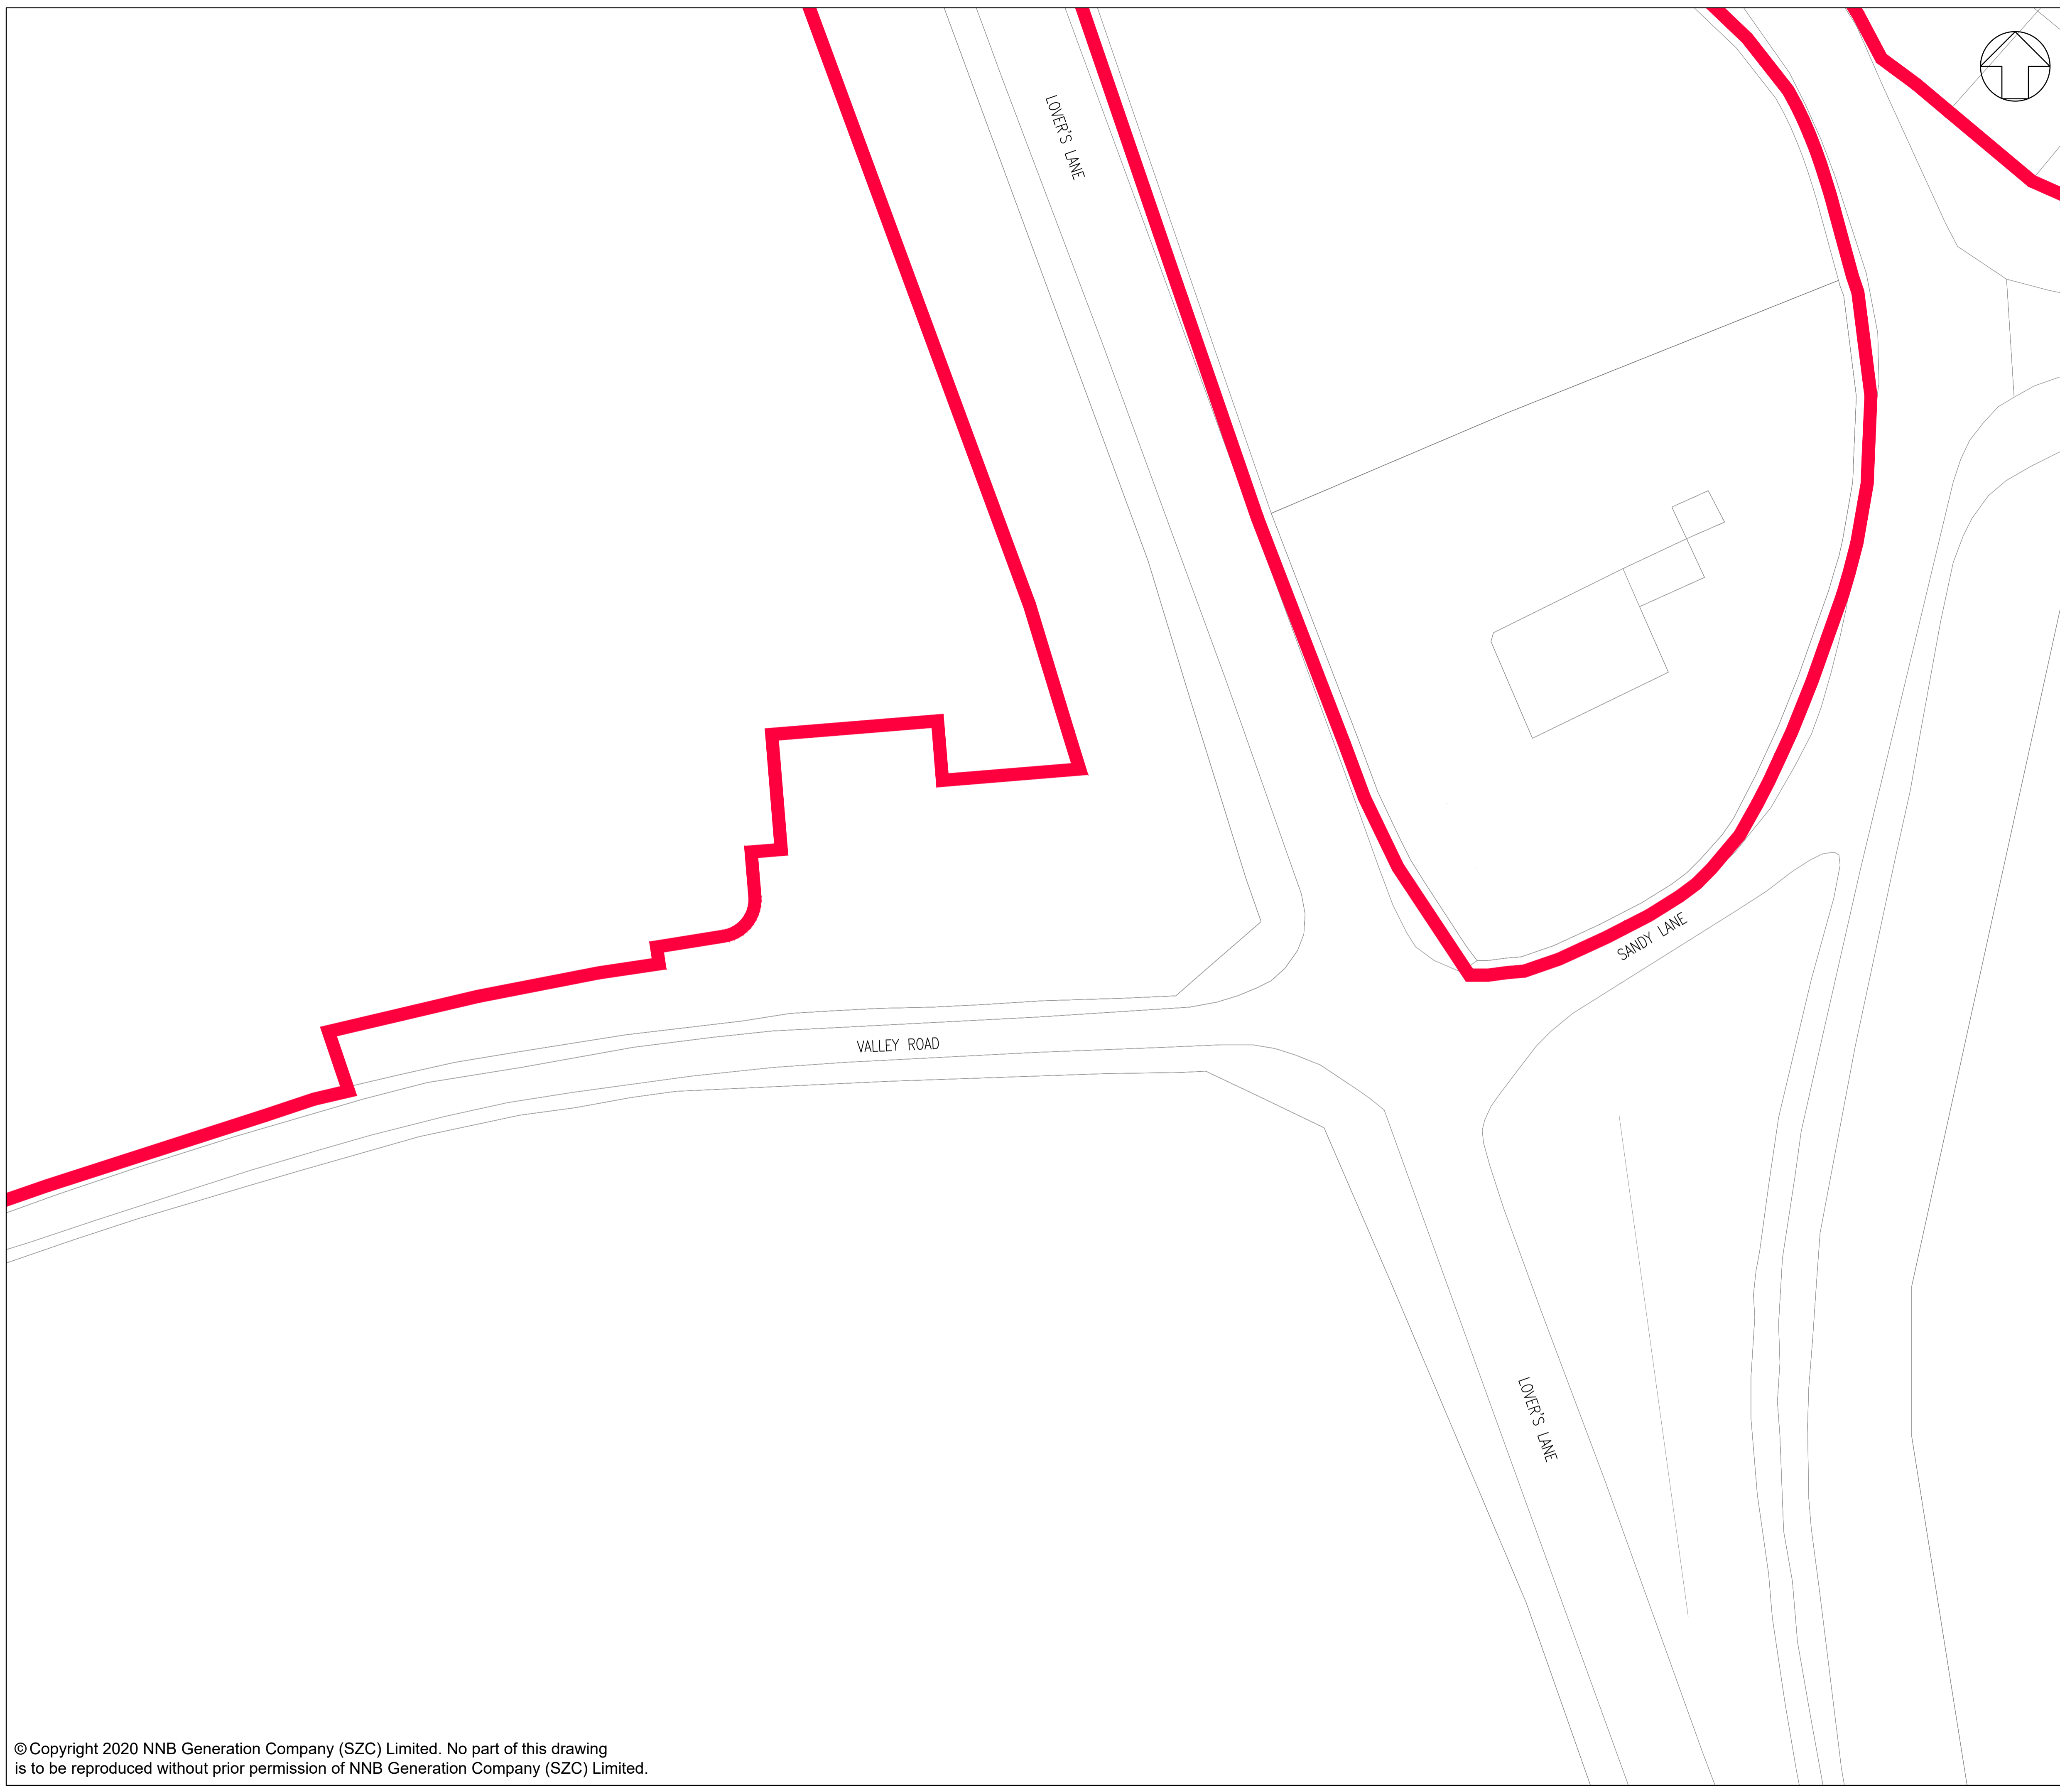 LOVER'S LANE
SANDY LANE
VALLEY ROAD
LOVER'S LANE
© Copyright 2020 NNB Generation Company (SZC) Limited. No part of this drawing
is to be reproduced without prior permission of NNB Generation Company (SZC) Limited.